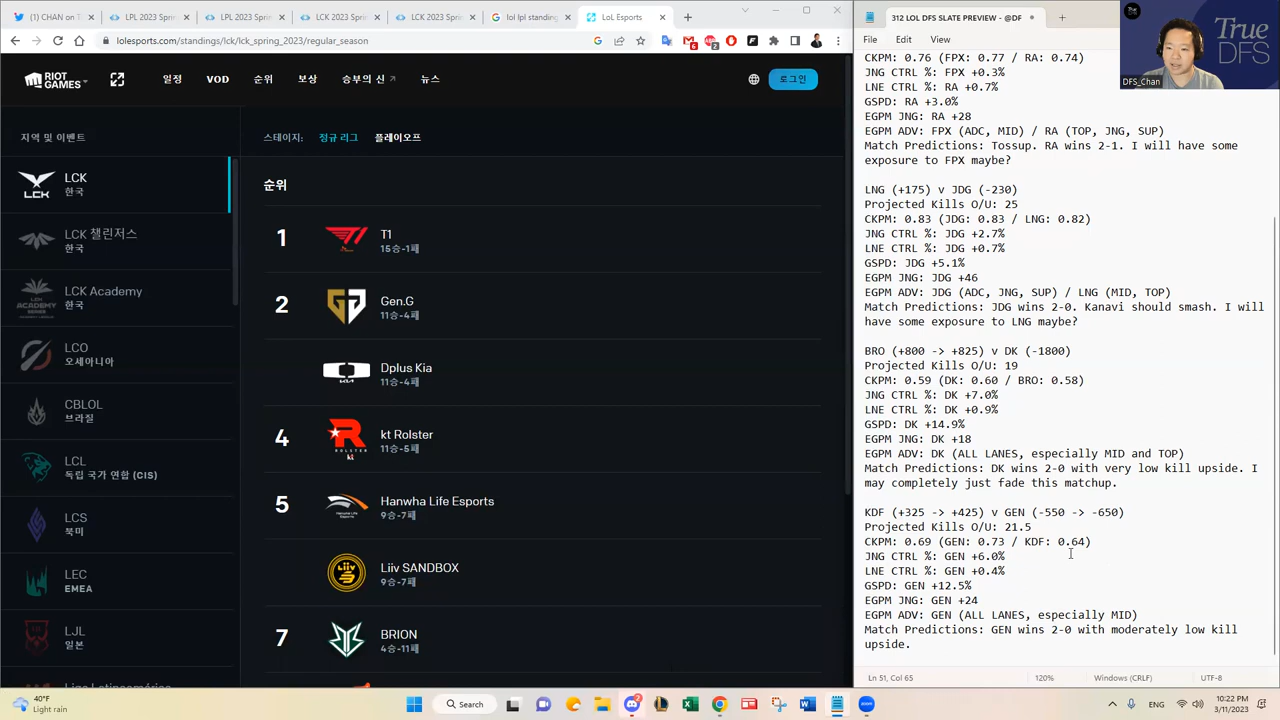 (1) CHAN on T
LPL 2023 Spring
LPL 2023 Spri
LCK 2023 Spri
LCK 2023 Spri
lol lpl standing
LoL Esports
lolesports.com/standings/lck/lck_spring_2023/regular_season
RIOT
GAMES
일정
VOD
순위
보상
승부의 신
뉴스
로그인
지역 및 이벤트
LCK
한국
LCK 챌린저스
한국
LCK Academy
한국
LCO
오세아니아
CBLOL
브라질
LCL
독립 국가 연합 (CIS)
LCS
북미
LEC
EMEA
LJL
일본
Liga Latinoamérica
스테이지:
정규 리그
플레이오프
순위
1
T1
15승-1패
2
Gen.G
11승-4패
Dplus Kia
11승-4패
4
kt Rolster
11승-5패
5
Hanwha Life Esports
9승-7패
Liiv SANDBOX
9승-7패
7
BRION
4승-11패
312 LOL DFS SLATE PREVIEW - @DF
File
Edit
View
CKPM: 0.76 (FPX: 0.77 / RA: 0.74)
JNG CTRL %: FPX +0.3%
LNE CTRL %: RA +0.7%
GSPD: RA +3.0%
EGPM JNG: RA +28
EGPM ADV: FPX (ADC, MID) / RA (TOP, JNG, SUP)
Match Predictions: Tossup. RA wins 2-1. I will have some
exposure to FPX maybe?
LNG (+175) v JDG (-230)
Projected Kills O/U: 25
CKPM: 0.83 (JDG: 0.83 / LNG: 0.82)
JNG CTRL %: JDG +2.7%
LNE CTRL %: JDG +0.7%
GSPD: JDG +5.1%
EGPM JNG: JDG +46
EGPM ADV: JDG (ADC, JNG, SUP) / LNG (MID, TOP)
Match Predictions: JDG wins 2-0. Kanavi should smash. I will
have some exposure to LNG maybe?
BRO (+800 -> +825) v DK (-1800)
Projected Kills O/U: 19
CKPM: 0.59 (DK: 0.60 / BRO: 0.58)
JNG CTRL %: DK +7.0%
LNE CTRL %: DK +0.9%
GSPD: DK +14.9%
EGPM JNG: DK +18
EGPM ADV: DK (ALL LANES, especially MID and TOP)
Match Predictions: DK wins 2-0 with very low kill upside. I
may completely just fade this matchup.
KDF (+325 -> +425) v GEN (-550 -> -650)
Projected Kills O/U: 21.5
CKPM: 0.69 (GEN: 0.73 / KDF: 0.64)
JNG CTRL %: GEN +6.0%
LNE CTRL %: GEN +0.4%
GSPD: GEN +12.5%
EGPM JNG: GEN +24
EGPM ADV: GEN (ALL LANES, especially MID)
Match Predictions: GEN wins 2-0 with moderately low kill
upside.
Ln 51, Col 65
120%
Windows (CRLF)
UTF-8
True
DFS
DFS_Chan
40°F
Light rain
Search
ENG
10:22 PM
3/11/2023